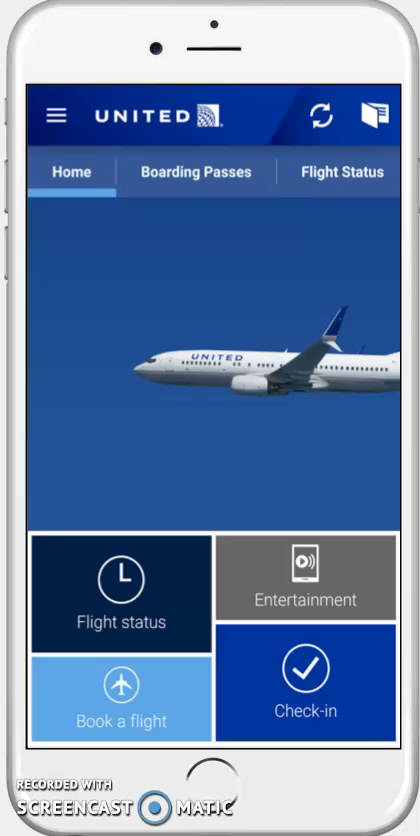 UNITED
Home Boarding Passes Flight Status
UNITED
Flight status
Entertainment
Book a flight
Check-in
RECORDED WITH
SCREENCAST MATIC